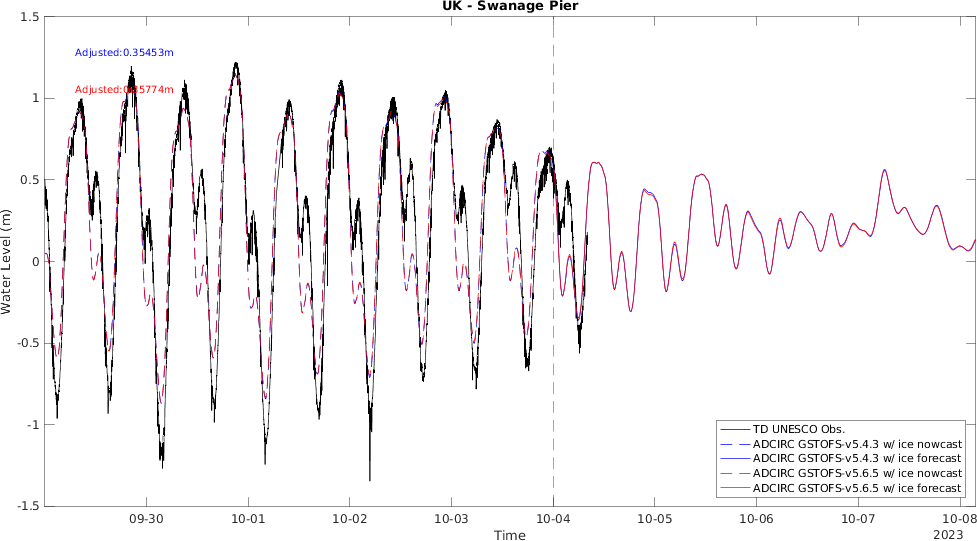 UK - Swanage Pier
1.5
Adjusted:0.35453m
Adjusted:0.35774m
1
0.5
0
-0.5
-1
-1.5
Water Level (m)
09-30
10-01
10-02
10-03
10-04
10-05
10-06
10-07
10-08
Time
2023
TD UNESCO Obs.
ADCIRC GSTOFS-v5.4.3 w/ ice nowcast
ADCIRC GSTOFS-v5.4.3 w/ ice forecast
ADCIRC GSTOFS-v5.6.5 w/ ice nowcast
ADCIRC GSTOFS-v5.6.5 w/ ice forecast